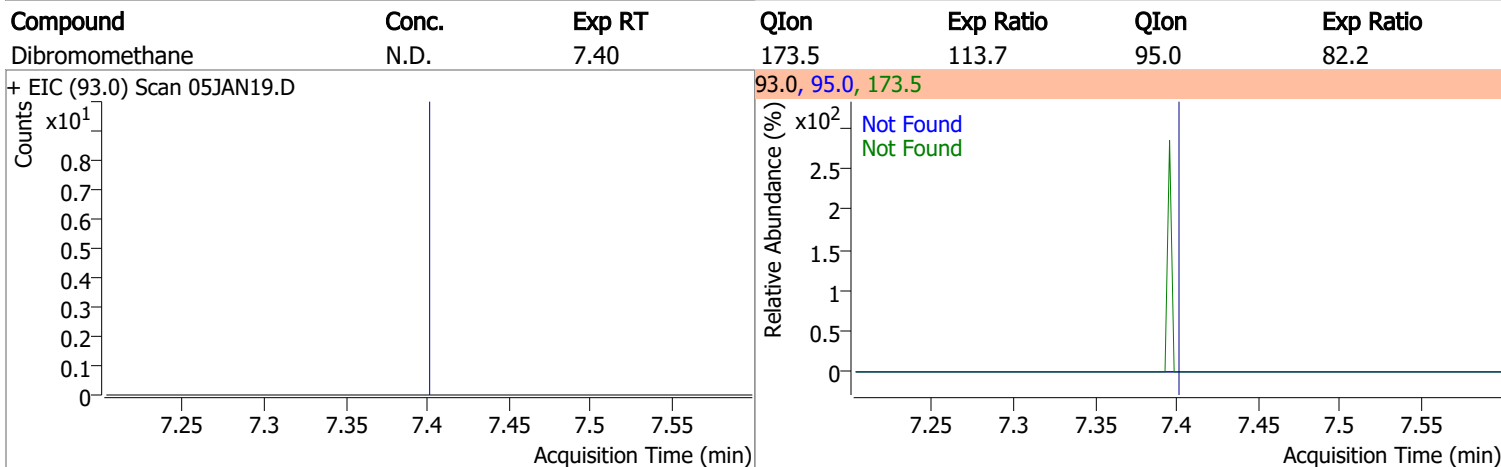 Compound Conc. Exp RT QIon Exp Ratio QIon Exp Ratio
Dibromomethane N.D. 7.40 173.5 113.7 95.0 82.2
+ EIC (93.0) Scan 05JAN19.D
Counts
x10¹
0.8
0.7
0.6
0.5
0.4
0.3
0.2
0.1
0
7.25 7.3 7.35 7.4 7.45 7.5 7.55
Acquisition Time (min)
93.0, 95.0, 173.5
Relative Abundance (%)
x10²
Not Found
Not Found
2.5
2
1.5
1
0.5
0
7.25 7.3 7.35 7.4 7.45 7.5 7.55
Acquisition Time (min)